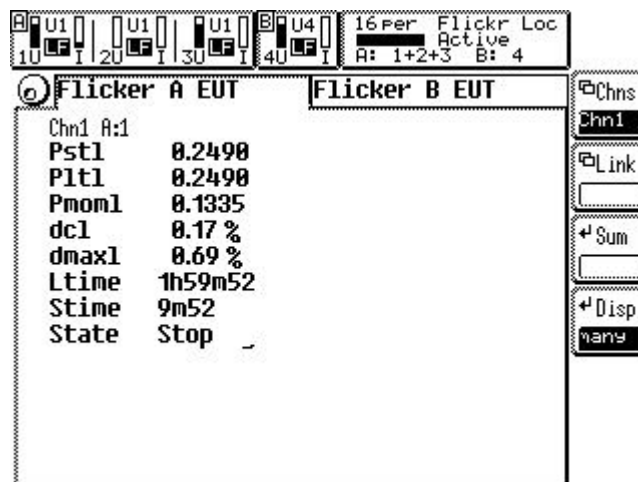 A U1 U1 U1 B U4 16 per Flickr Loc
LF LF LF LF Active
1U I 2U I 3U I 4U I A: 1+2+3 B: 4
Flicker A EUT Flicker B EUT
Chns
Chn1 A:1
Chn1
Pstl 0.2490
Pltl 0.2490
Link
Pmoml 0.1335
dcl 0.17 %
Sum
dmaxl 0.69 %
Ltime 1h59m52
Stime 9m52
Disp
State Stop
many